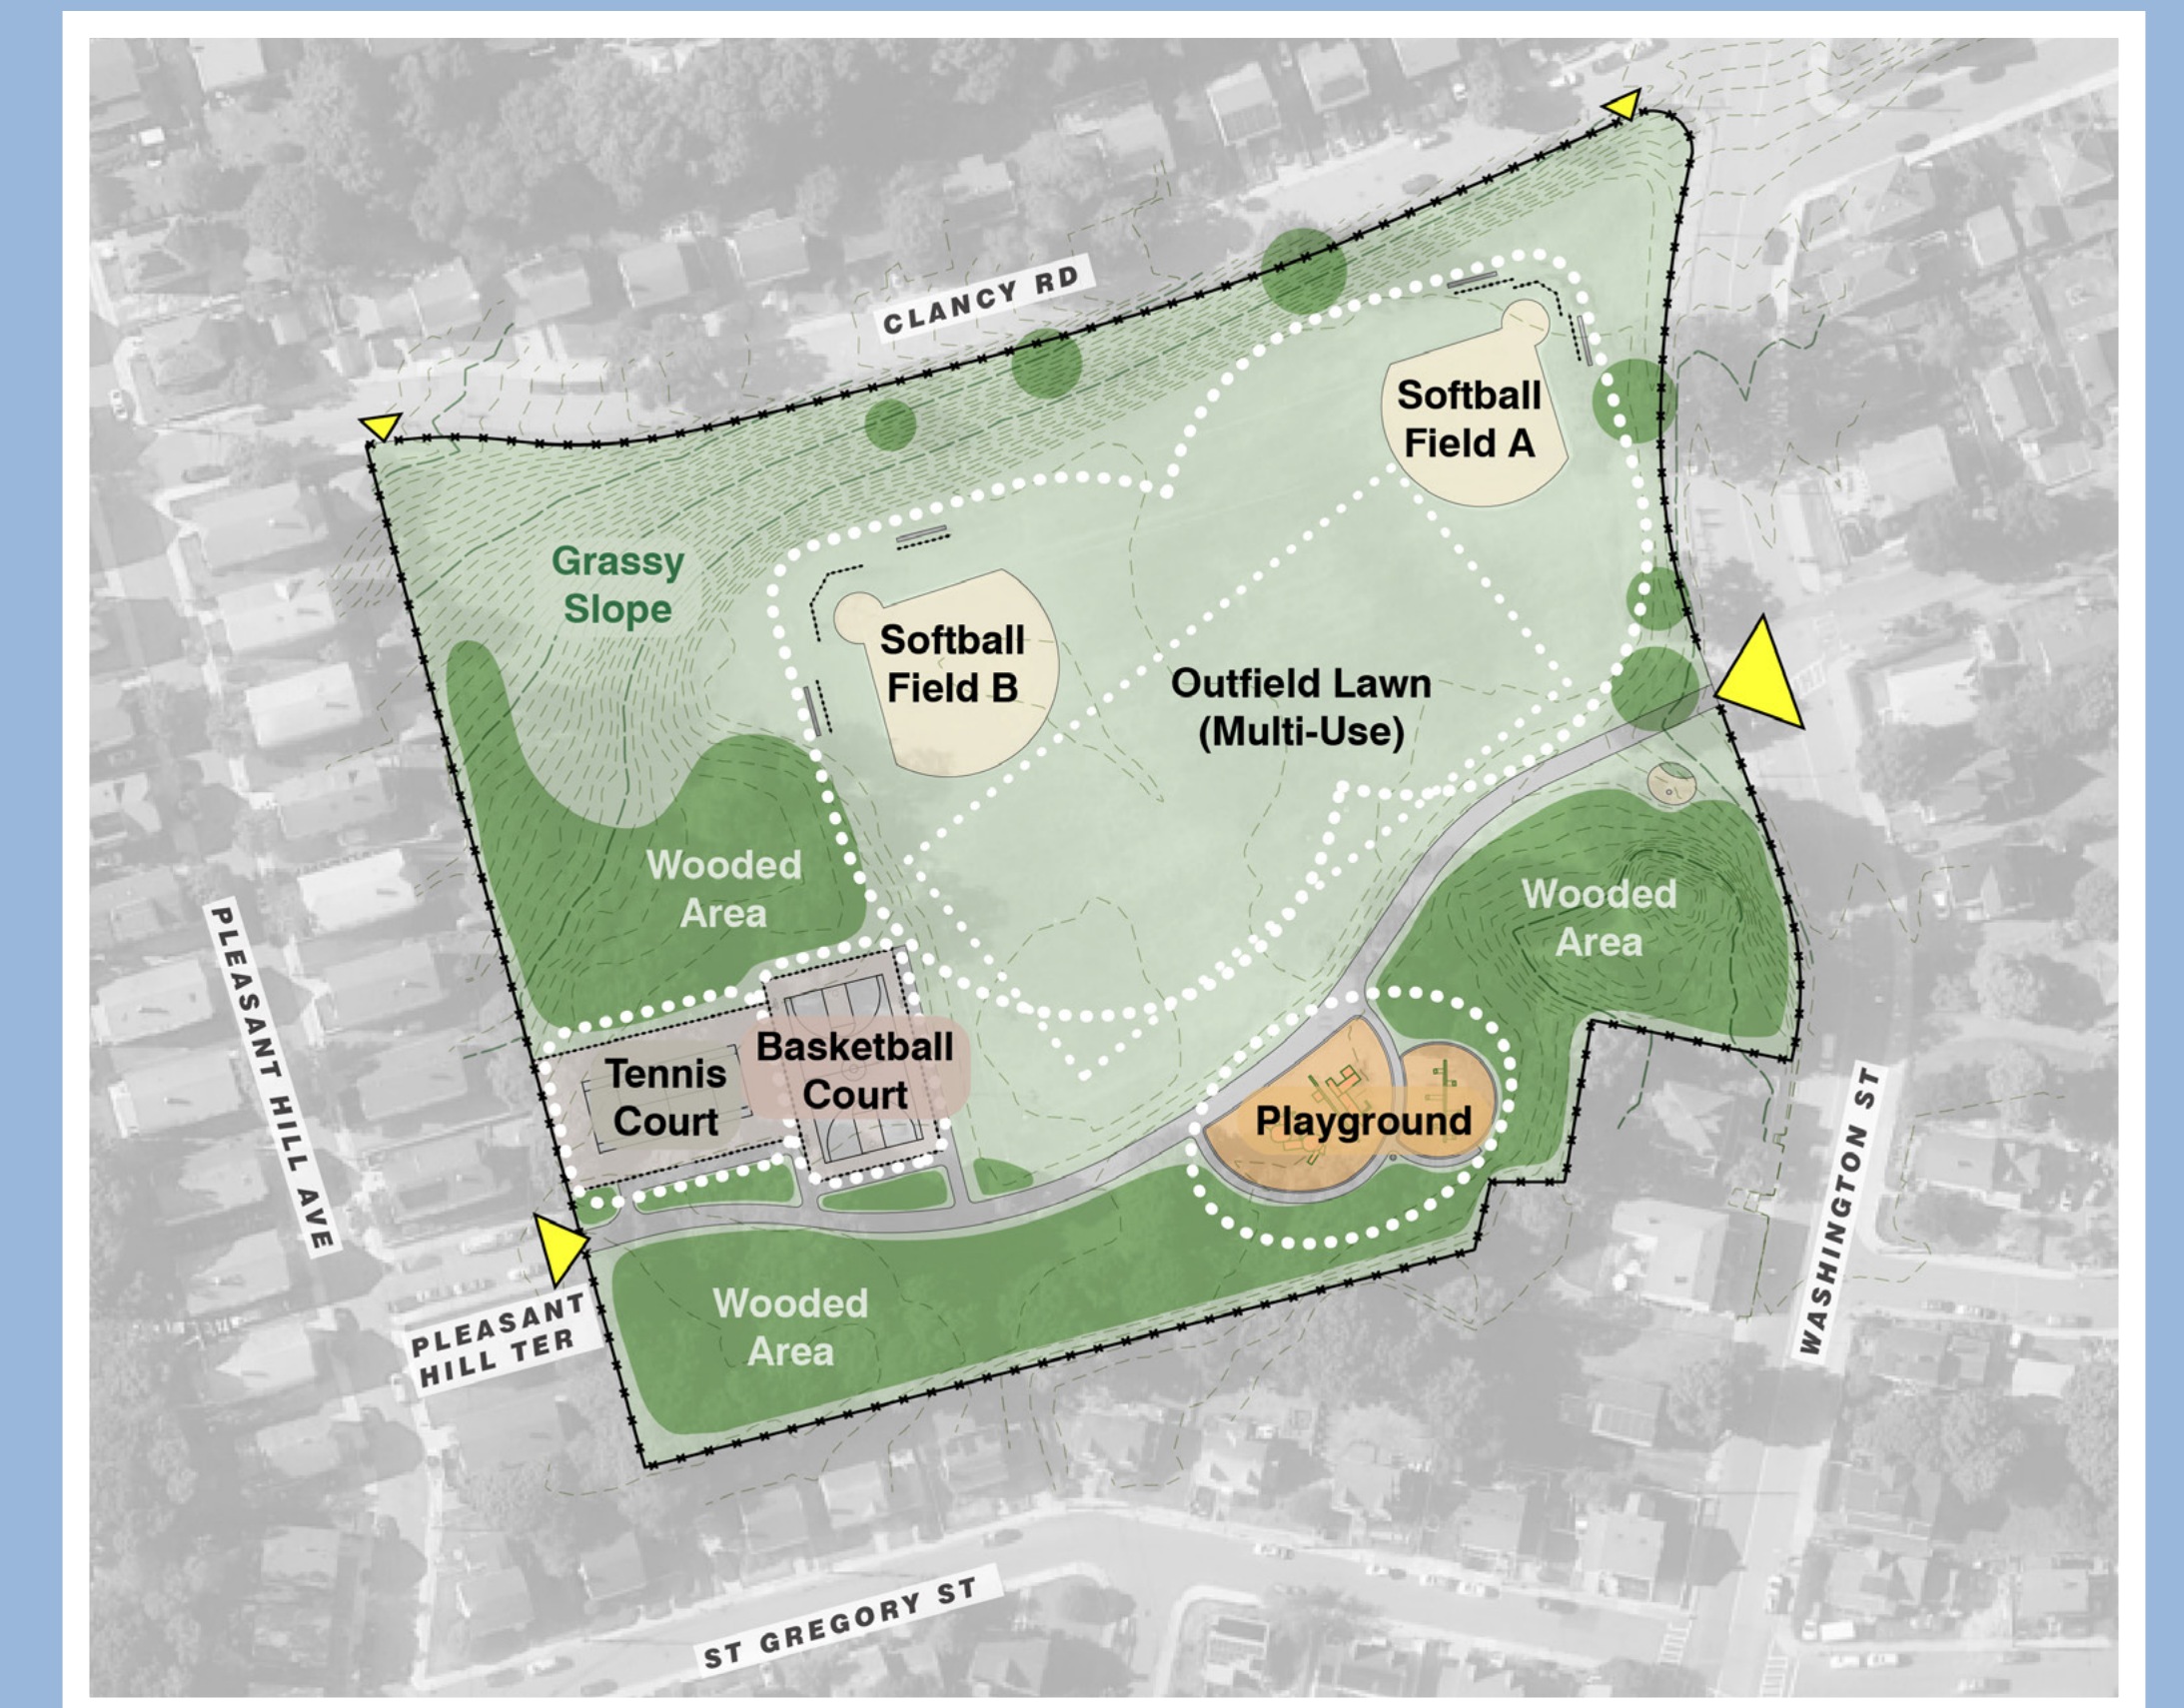 CLANCY RD
Softball
Field A
Grassy
Slope
Softball
Field B
Outfield Lawn
(Multi-Use)
Wooded
Area
Wooded
Area
PLEASANT HILL AVE
Tennis
Court
Basketball
Court
Playground
WASHINGTON ST
PLEASANT
HILL TER
Wooded
Area
ST GREGORY ST